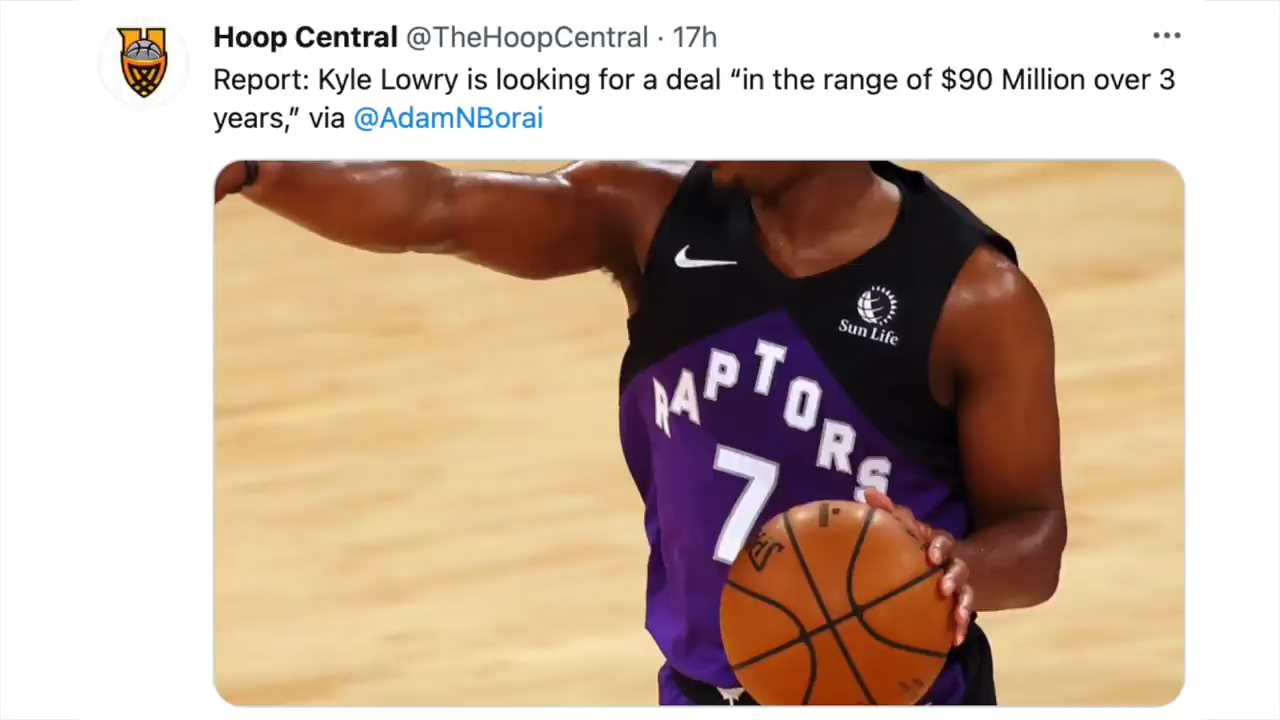 Hoop Central @TheHoopCentral · 17h
Report: Kyle Lowry is looking for a deal “in the range of $90 Million over 3
years,” via @AdamNBorai
Sun Life
RAPTORS
7